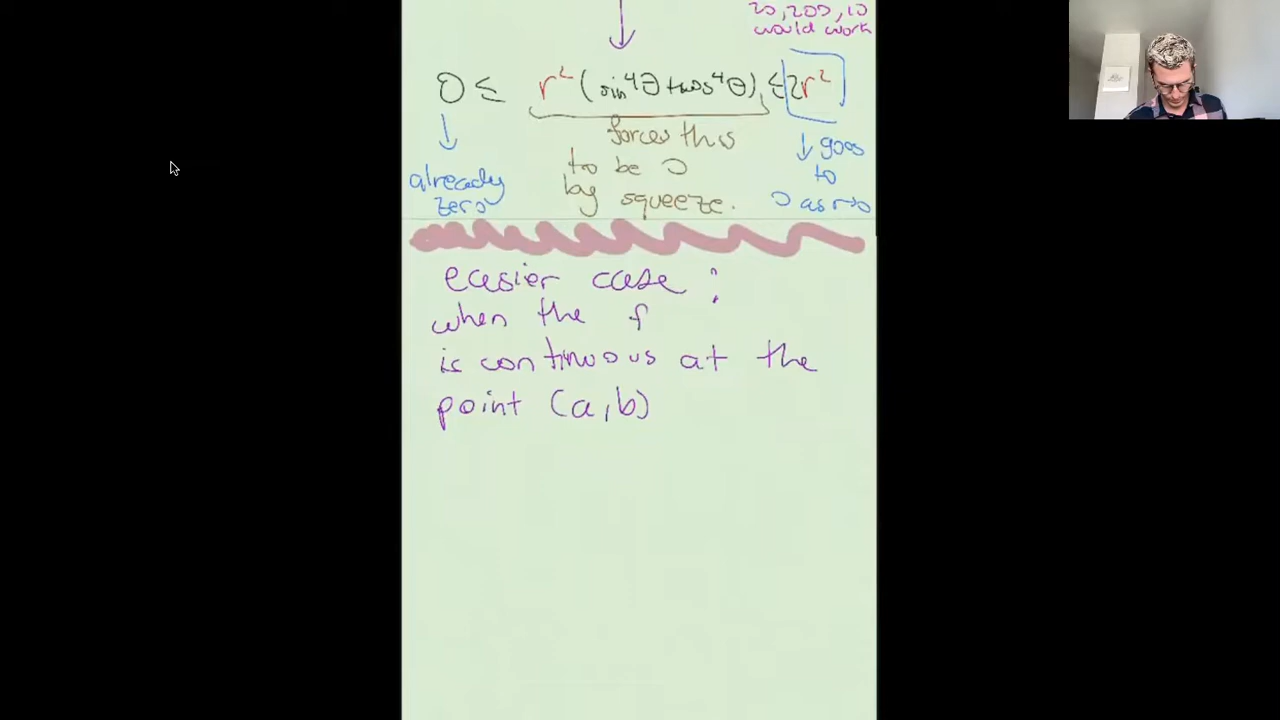 20,200,10
would work
0 ≤ r² (sin⁴θ + cos⁴θ) ≤ 2r²
forces this
to be 0
by squeeze.
already
zero
↓ goes
to
0 as r→0
easier case :
when the f
is continuous at the
point (a,b)